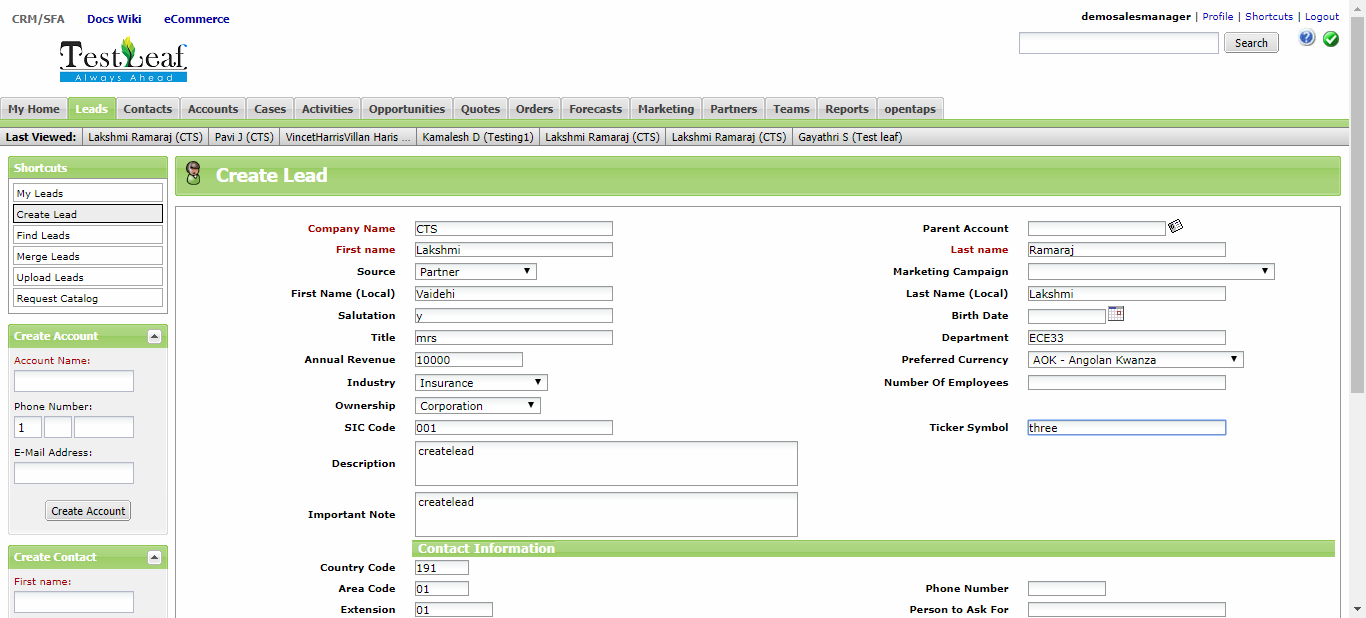 CRM/SFA Docs Wiki eCommerce
demosalesmanager | Profile | Shortcuts | Logout
TestLeaf
Always Ahead
Search
My Home Leads Contacts Accounts Cases Activities Opportunities Quotes Orders Forecasts Marketing Partners Teams Reports opentaps
Last Viewed: Lakshmi Ramaraj (CTS) Pavi J (CTS) VincetHarrisVillan Haris ... Kamalesh D (Testing1) Lakshmi Ramaraj (CTS) Lakshmi Ramaraj (CTS) Gayathri S (Test leaf)
Shortcuts
My Leads
Create Lead
Find Leads
Merge Leads
Upload Leads
Request Catalog
Create Account
Account Name:
Phone Number:
1
E-Mail Address:
Create Account
Create Contact
First name:
Create Lead
Company Name CTS Parent Account
First name Lakshmi Last name Ramaraj
Source Partner Marketing Campaign
First Name (Local) Vaidehi Last Name (Local) Lakshmi
Salutation y Birth Date
Title mrs Department ECE33
Annual Revenue 10000 Preferred Currency AOK - Angolan Kwanza
Industry Insurance Number Of Employees
Ownership Corporation
SIC Code 001 Ticker Symbol three
Description createlead
Important Note createlead
Contact Information
Country Code 191
Area Code 01 Phone Number
Extension 01 Person to Ask For